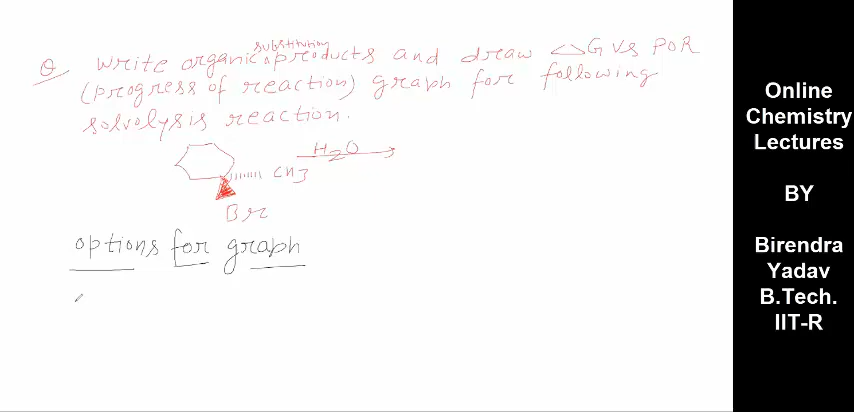 substitution
Q write organic products and draw △G vs POR
(progress of reaction) graph for following
solvolysis reaction.
H2O
CH3
Br
options for graph
Online
Chemistry
Lectures
BY
Birendra
Yadav
B.Tech.
IIT-R